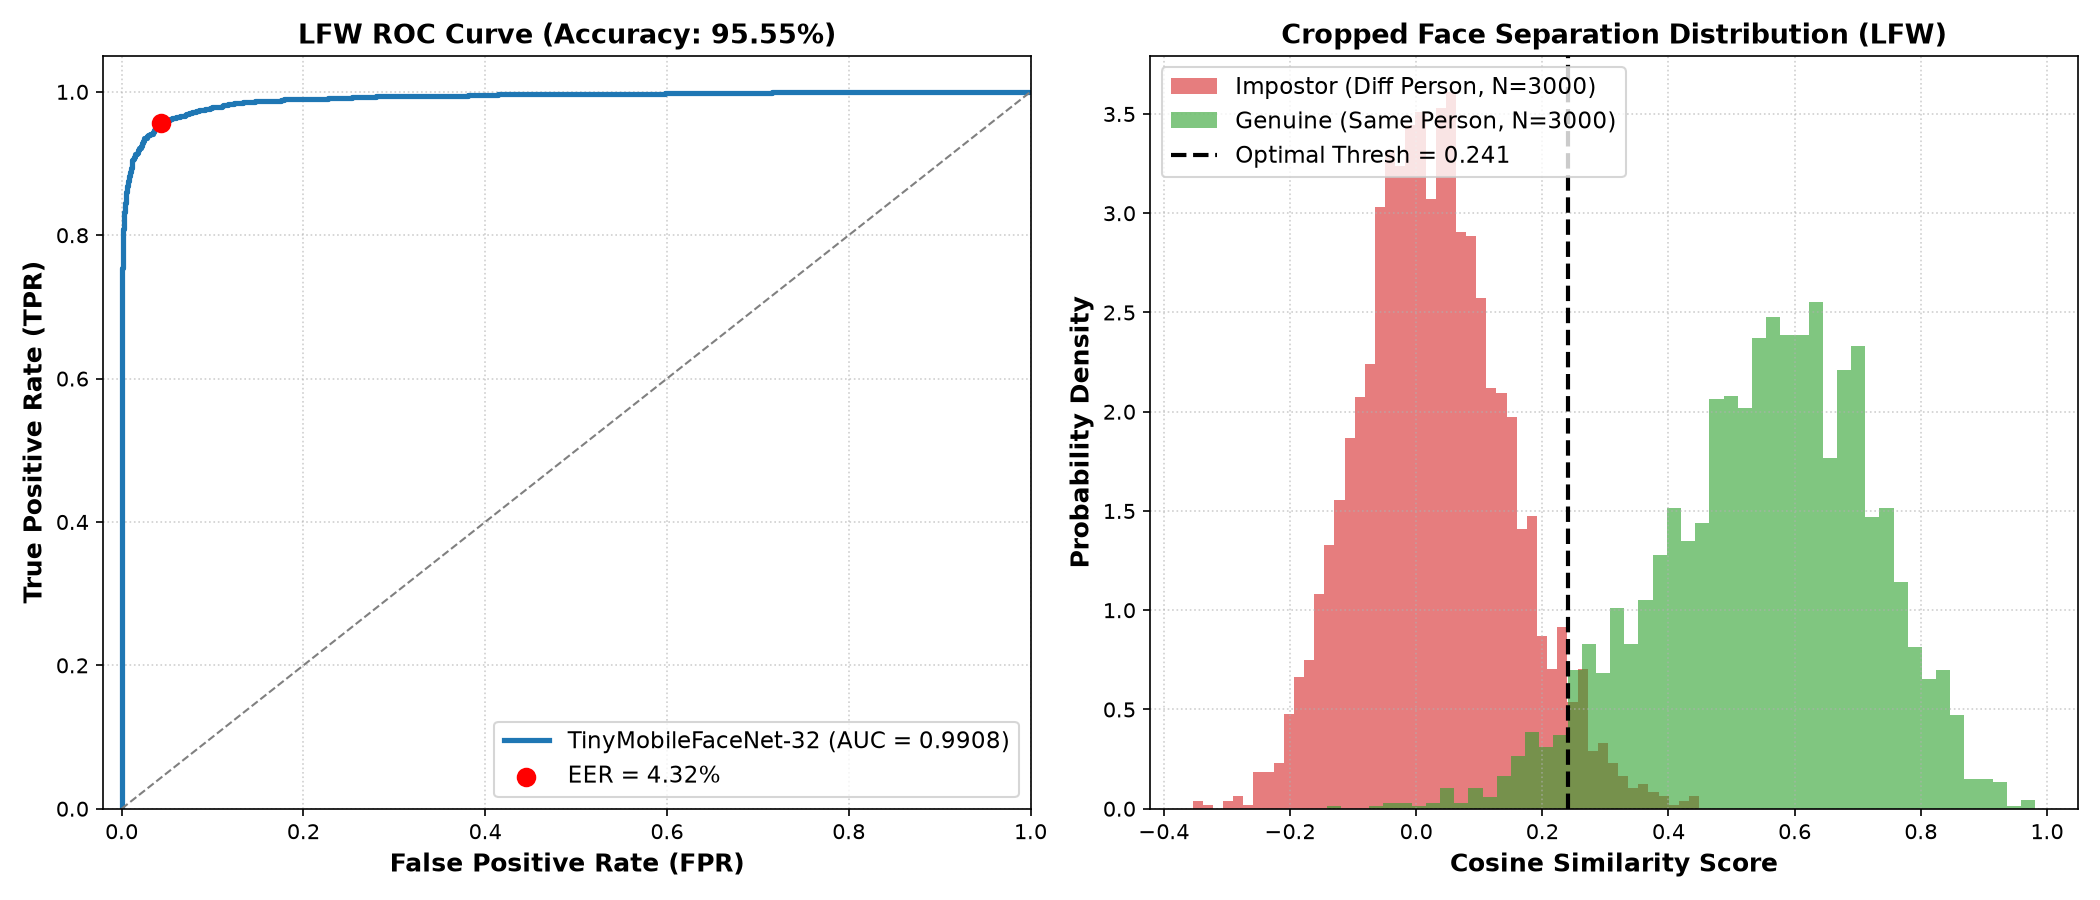 LFW ROC Curve (Accuracy: 95.55%)
True Positive Rate (TPR)
1.0
0.8
0.6
0.4
0.2
0.0
0.0 0.2 0.4 0.6 0.8 1.0
False Positive Rate (FPR)
TinyMobileFaceNet-32 (AUC = 0.9908)
EER = 4.32%
Cropped Face Separation Distribution (LFW)
Impostor (Diff Person, N=3000)
Genuine (Same Person, N=3000)
Optimal Thresh = 0.241
Probability Density
3.5
3.0
2.5
2.0
1.5
1.0
0.5
0.0
−0.4 −0.2 0.0 0.2 0.4 0.6 0.8 1.0
Cosine Similarity Score